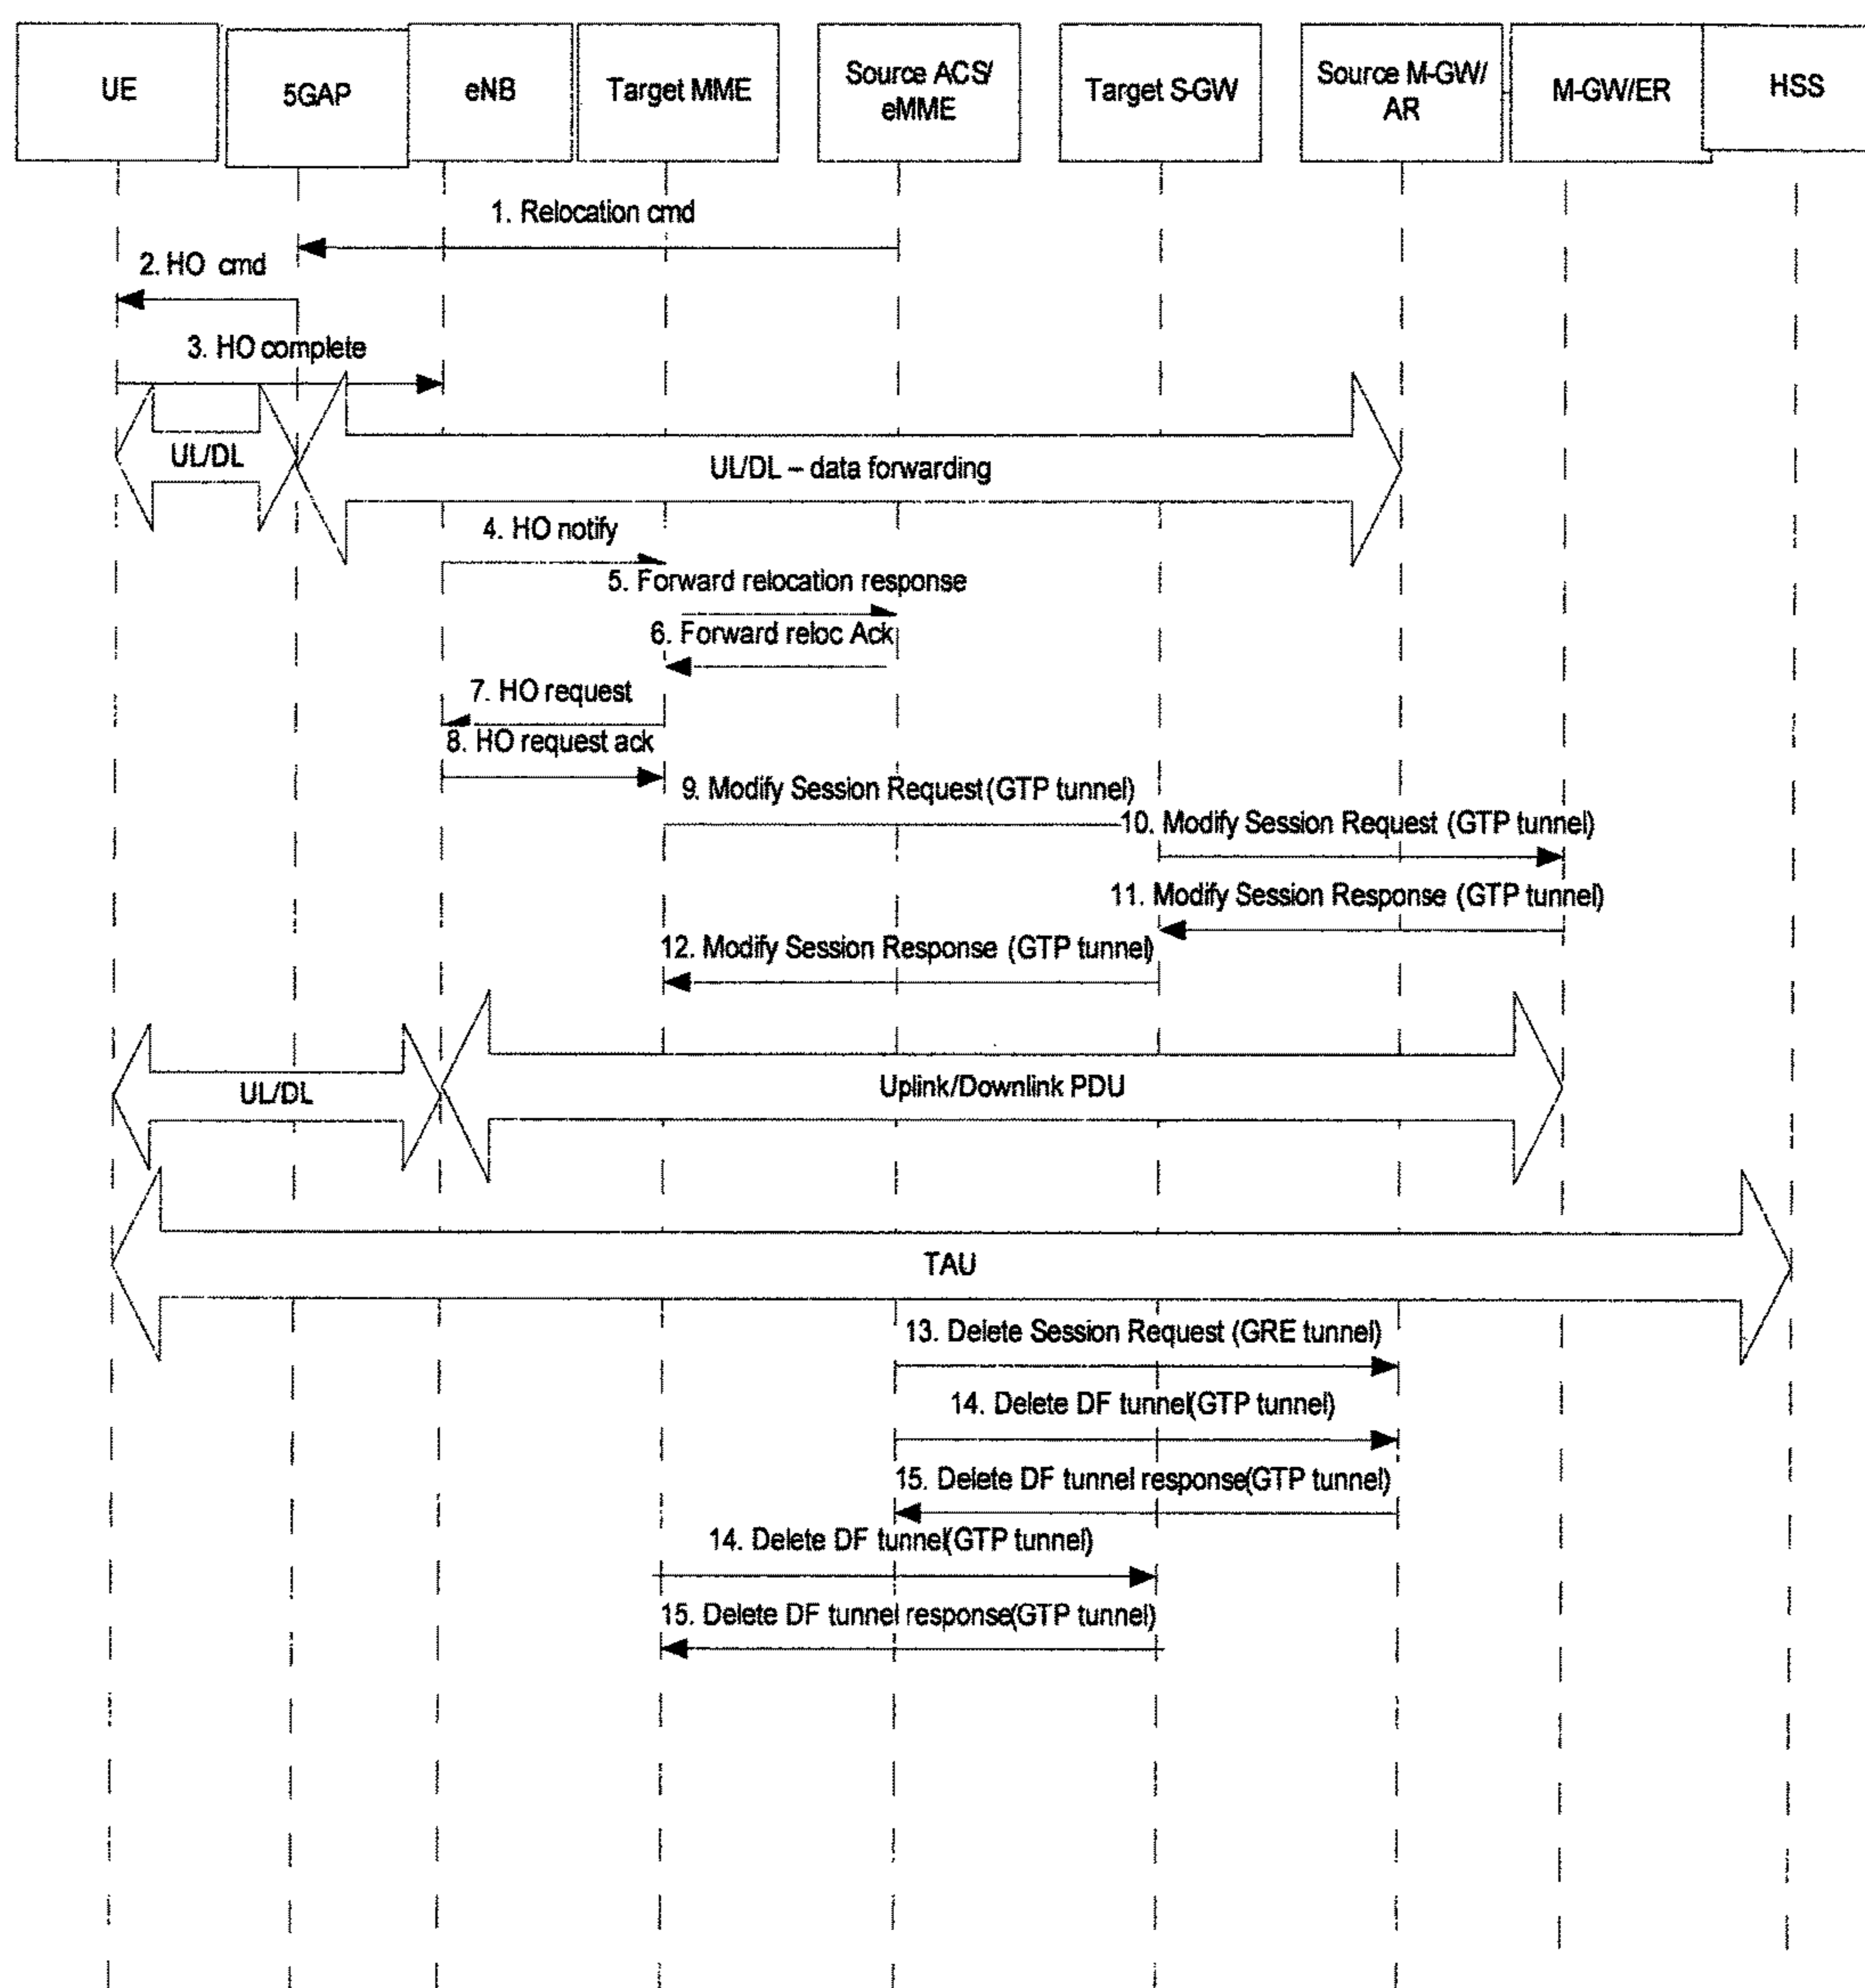 UE
5GAP
eNB
Target MME
Source ACS/
eMME
Target S-GW
Source M-GW/
AR
M-GW/ER
HSS
1. Relocation cmd
2. HO cmd
3. HO complete
UL/DL
UL/DL – data forwarding
4. HO notify
5. Forward relocation response
6. Forward reloc Ack
7. HO request
8. HO request ack
9. Modify Session Request (GTP tunnel)
10. Modify Session Request (GTP tunnel)
11. Modify Session Response (GTP tunnel)
12. Modify Session Response (GTP tunnel)
UL/DL
Uplink/Downlink PDU
TAU
13. Delete Session Request (GRE tunnel)
14. Delete DF tunnel(GTP tunnel)
15. Delete DF tunnel response(GTP tunnel)
14. Delete DF tunnel(GTP tunnel)
15. Delete DF tunnel response(GTP tunnel)